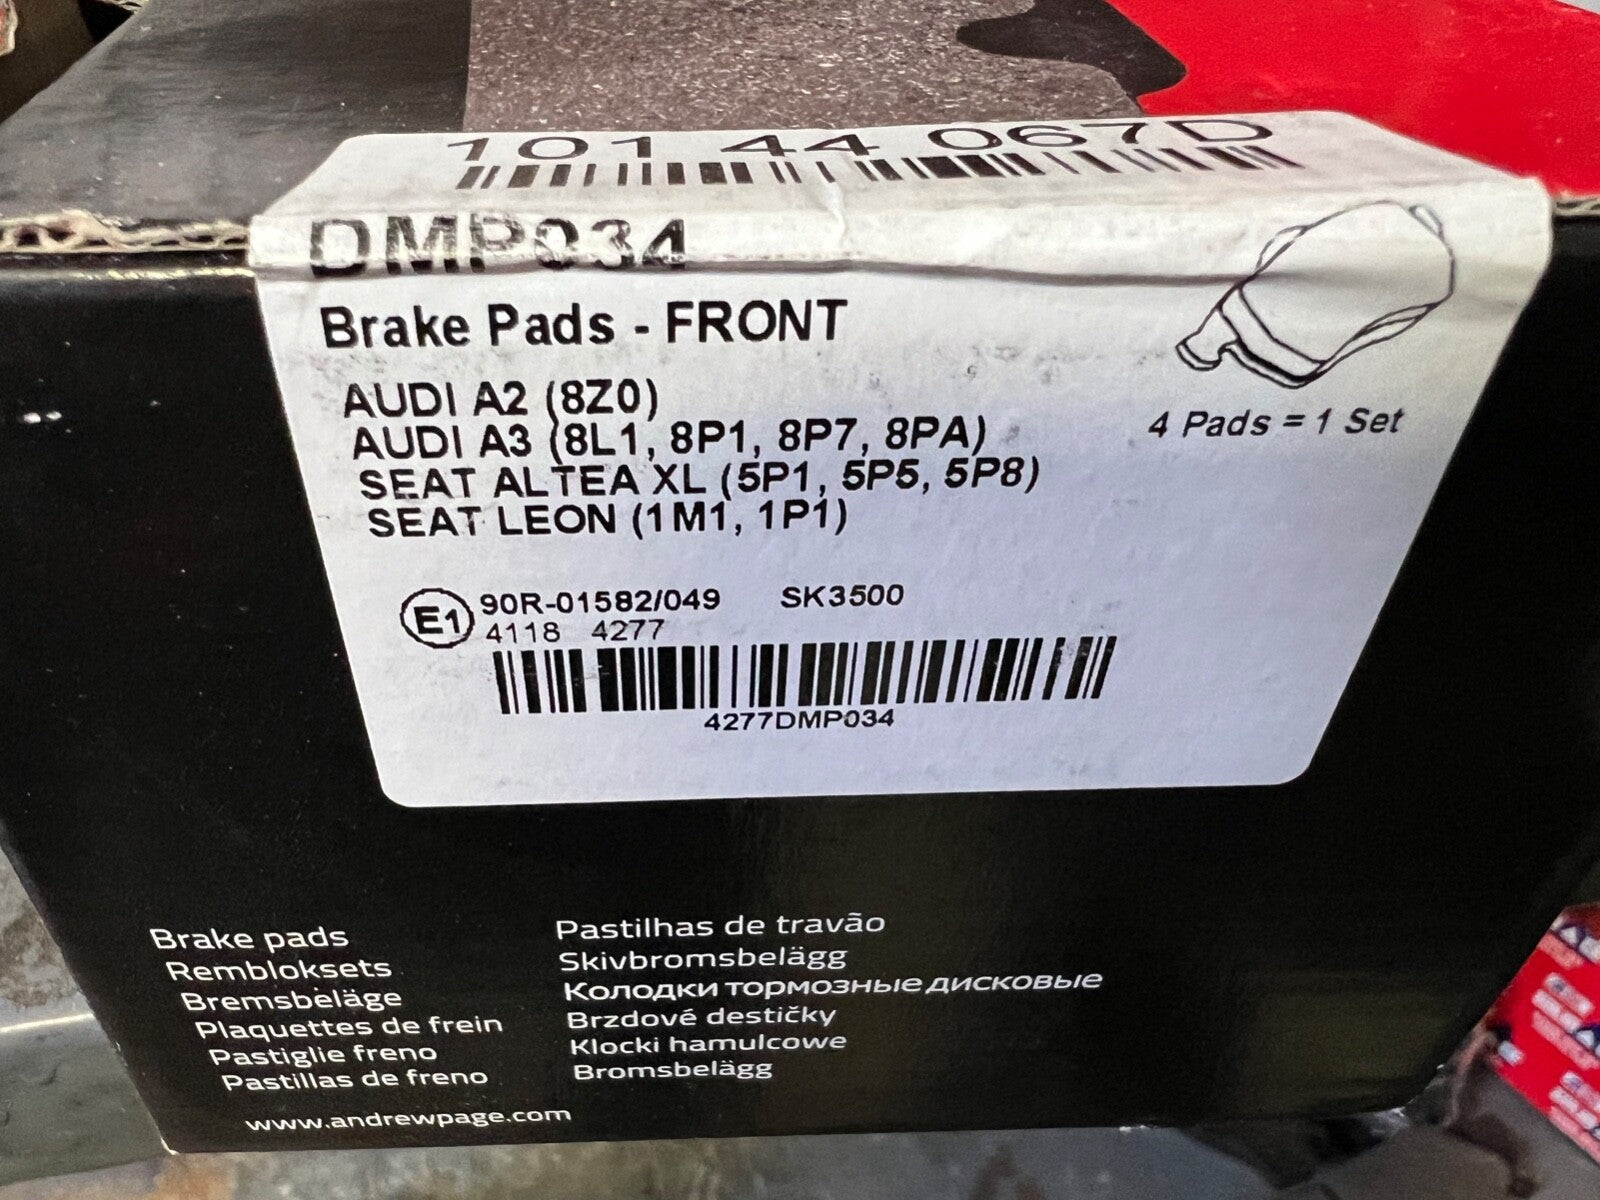 101 44 067D
DMP034
Brake Pads - FRONT
AUDI A2 (8Z0)
AUDI A3 (8L1, 8P1, 8P7, 8PA)
SEAT ALTEA XL (5P1, 5P5, 5P8)
SEAT LEON (1M1, 1P1)
4 Pads = 1 Set
E1 90R-01582/049 SK3500
4118 4277
4277DMP034
Brake pads
Rembloksets
Bremsbeläge
Plaquettes de frein
Pastiglie freno
Pastillas de freno
Pastilhas de travão
Skivbromsbelägg
Колодки тормозные дисковые
Brzdové destičky
Klocki hamulcowe
Bromsbelägg
www.andrewpage.com